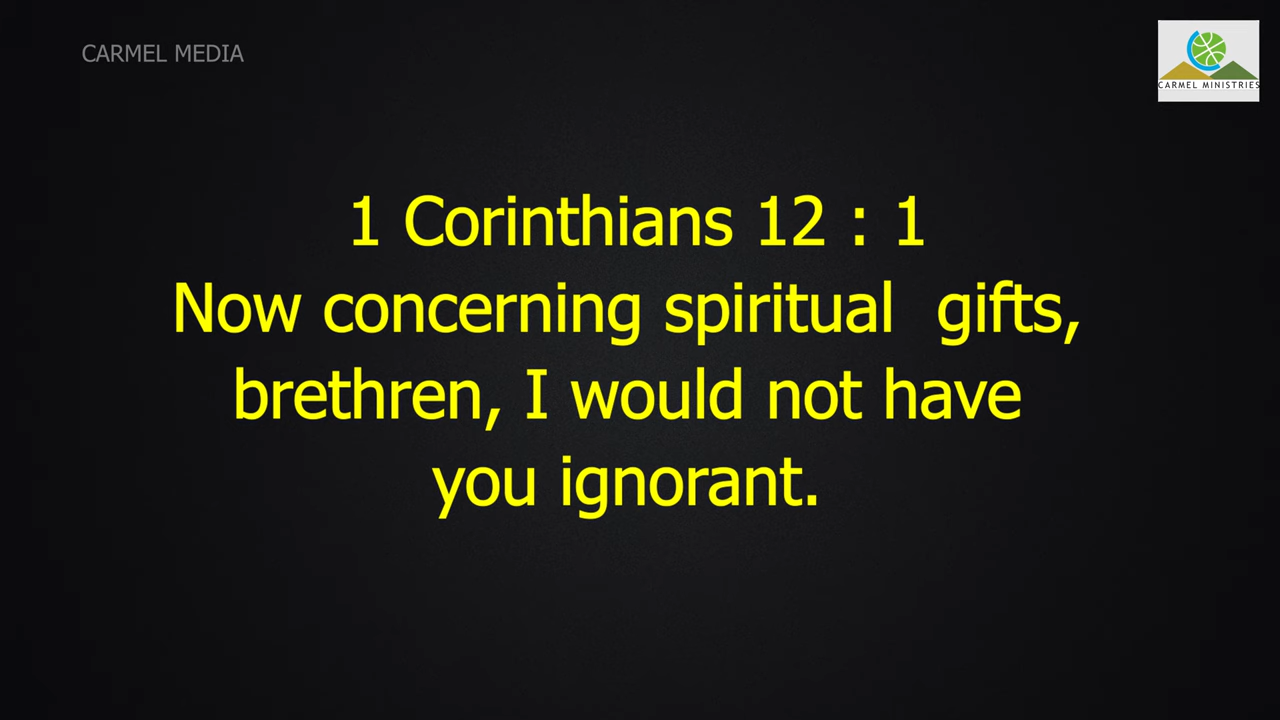 CARMEL MEDIA
CARMEL MINISTRIES
1 Corinthians 12 : 1
Now concerning spiritual  gifts,
brethren, I would not have
you ignorant.